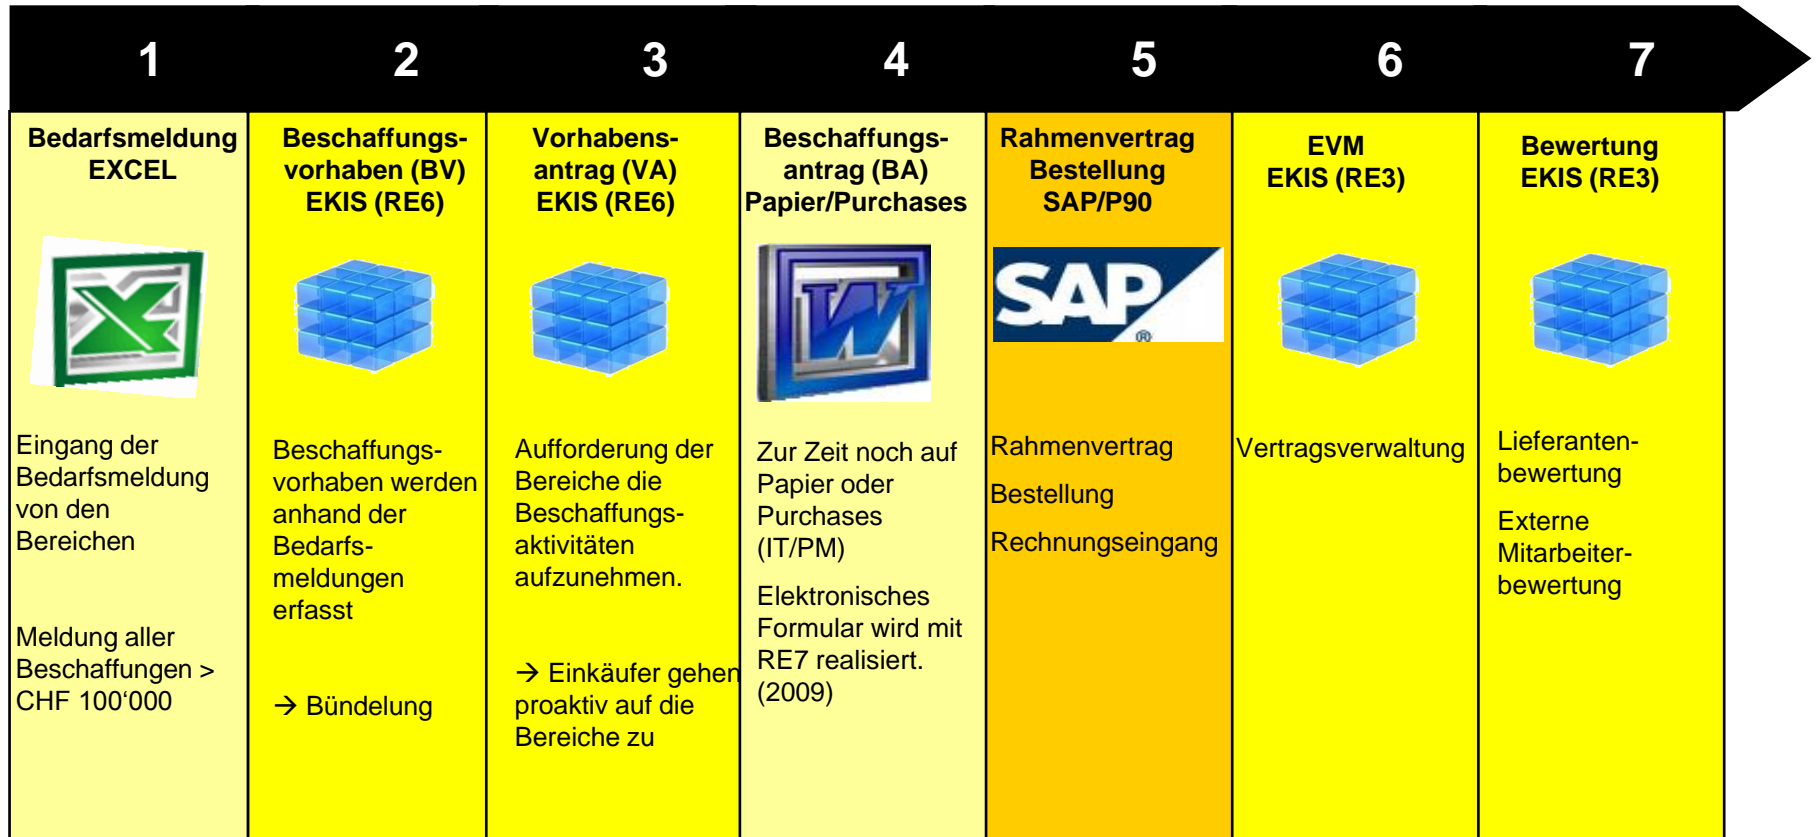 1
2
3
4
5
6
7
Bedarfsmeldung
EXCEL
Eingang der
Bedarfsmeldung
von den
Bereichen
Meldung aller
Beschaffungen >
CHF 100‘000
Beschaffungs-
vorhaben (BV)
EKIS (RE6)
Beschaffungs-
vorhaben werden
anhand der
Bedarfs-
meldungen
erfasst
→ Bündelung
Vorhabens-
antrag (VA)
EKIS (RE6)
Aufforderung der
Bereiche die
Beschaffungs-
aktivitäten
aufzunehmen.
→ Einkäufer gehen
proaktiv auf die
Bereiche zu
Beschaffungs-
antrag (BA)
Papier/Purchases
W
Zur Zeit noch auf
Papier oder
Purchases
(IT/PM)
Elektronisches
Formular wird mit
RE7 realisiert.
(2009)
Rahmenvertrag
Bestellung
SAP/P90
SAP
®
Rahmenvertrag
Bestellung
Rechnungseingang
EVM
EKIS (RE3)
Vertragsverwaltung
Bewertung
EKIS (RE3)
Lieferanten-
bewertung
Externe
Mitarbeiter-
bewertung